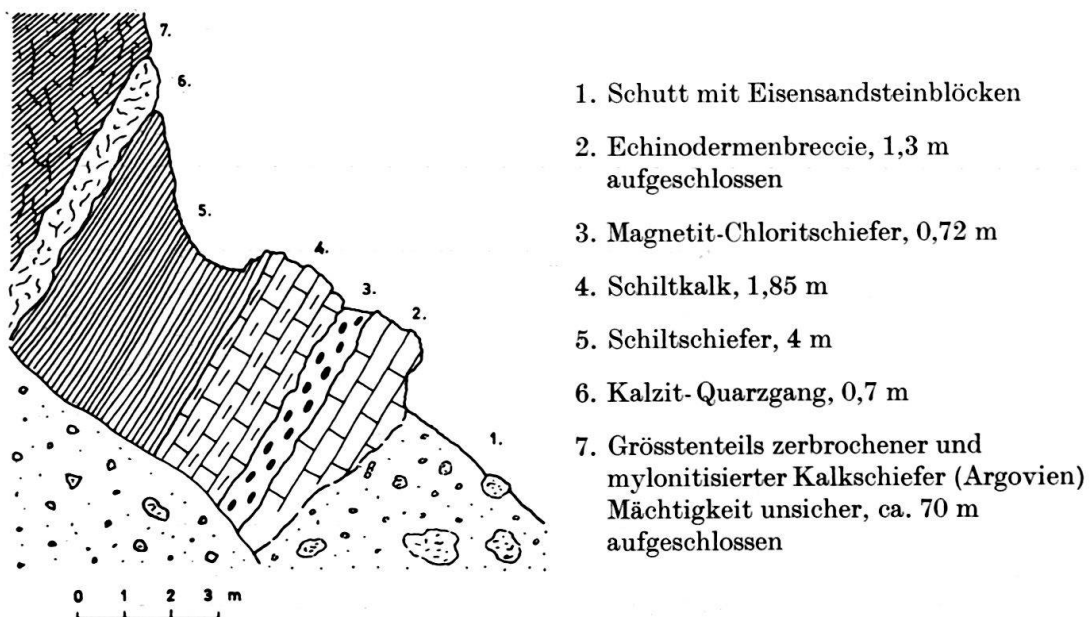 7.
6.
5.
4.
3.
2.
1.
0 1 2 3 m
1. Schutt mit Eisensandsteinblöcken
2. Echinodermenbreccie, 1,3 m
aufgeschlossen
3. Magnetit-Chloritschiefer, 0,72 m
4. Schiltkalk, 1,85 m
5. Schiltschiefer, 4 m
6. Kalzit-Quarzgang, 0,7 m
7. Grösstenteils zerbrochener und
mylonitisierter Kalkschiefer (Argovien)
Mächtigkeit unsicher, ca. 70 m
aufgeschlossen